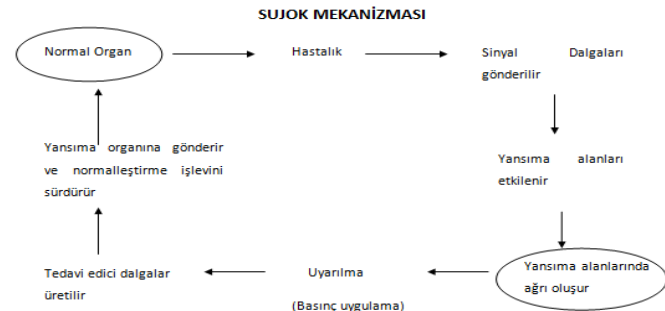 SUJOK MEKANİZMASI
Normal Organ
Hastalık
Sinyal Dalgaları
gönderilir
Yansıma alanları
etkilenir
Yansıma alanlarında
ağrı oluşur
Uyarılma
(Basınç uygulama)
Tedavi edici dalgalar
üretilir
Yansıma organına gönderir
ve normalleştirme işlevini
sürdürür